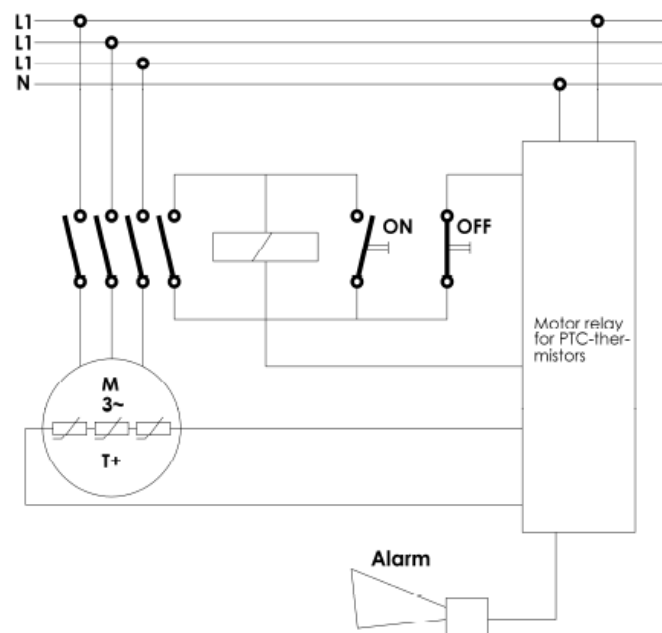 L1
L1
L1
N
ON
OFF
Motor relay
for PTC-ther-
mistors
M
3~
T+
Alarm